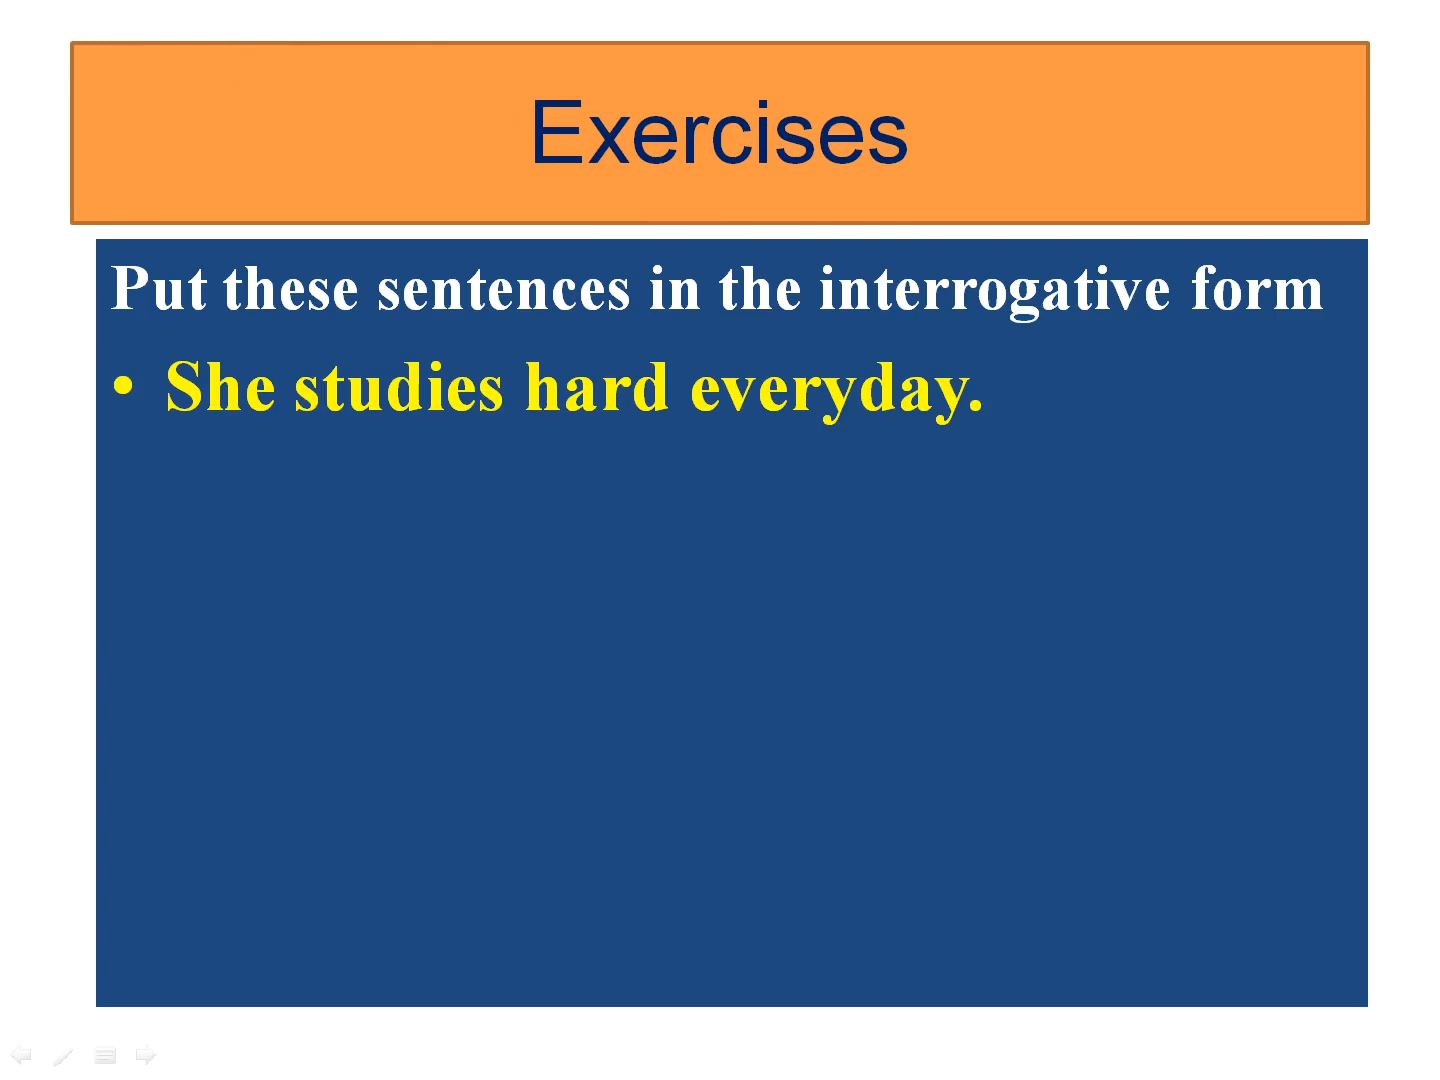 Exercises
Put these sentences in the interrogative form
• She studies hard everyday.